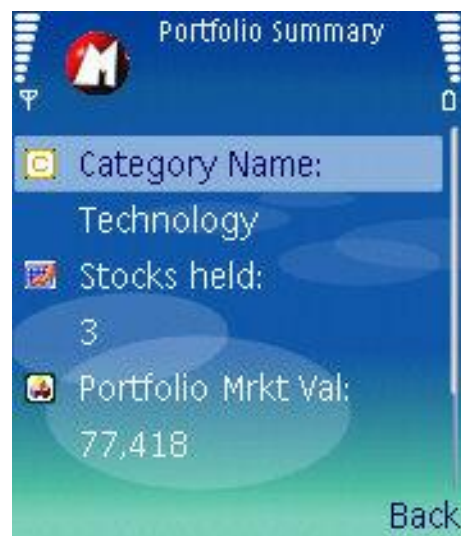 Portfolio Summary
M
Category Name:
Technology
Stocks held:
3
Portfolio Mrkt Val:
77,418
Back